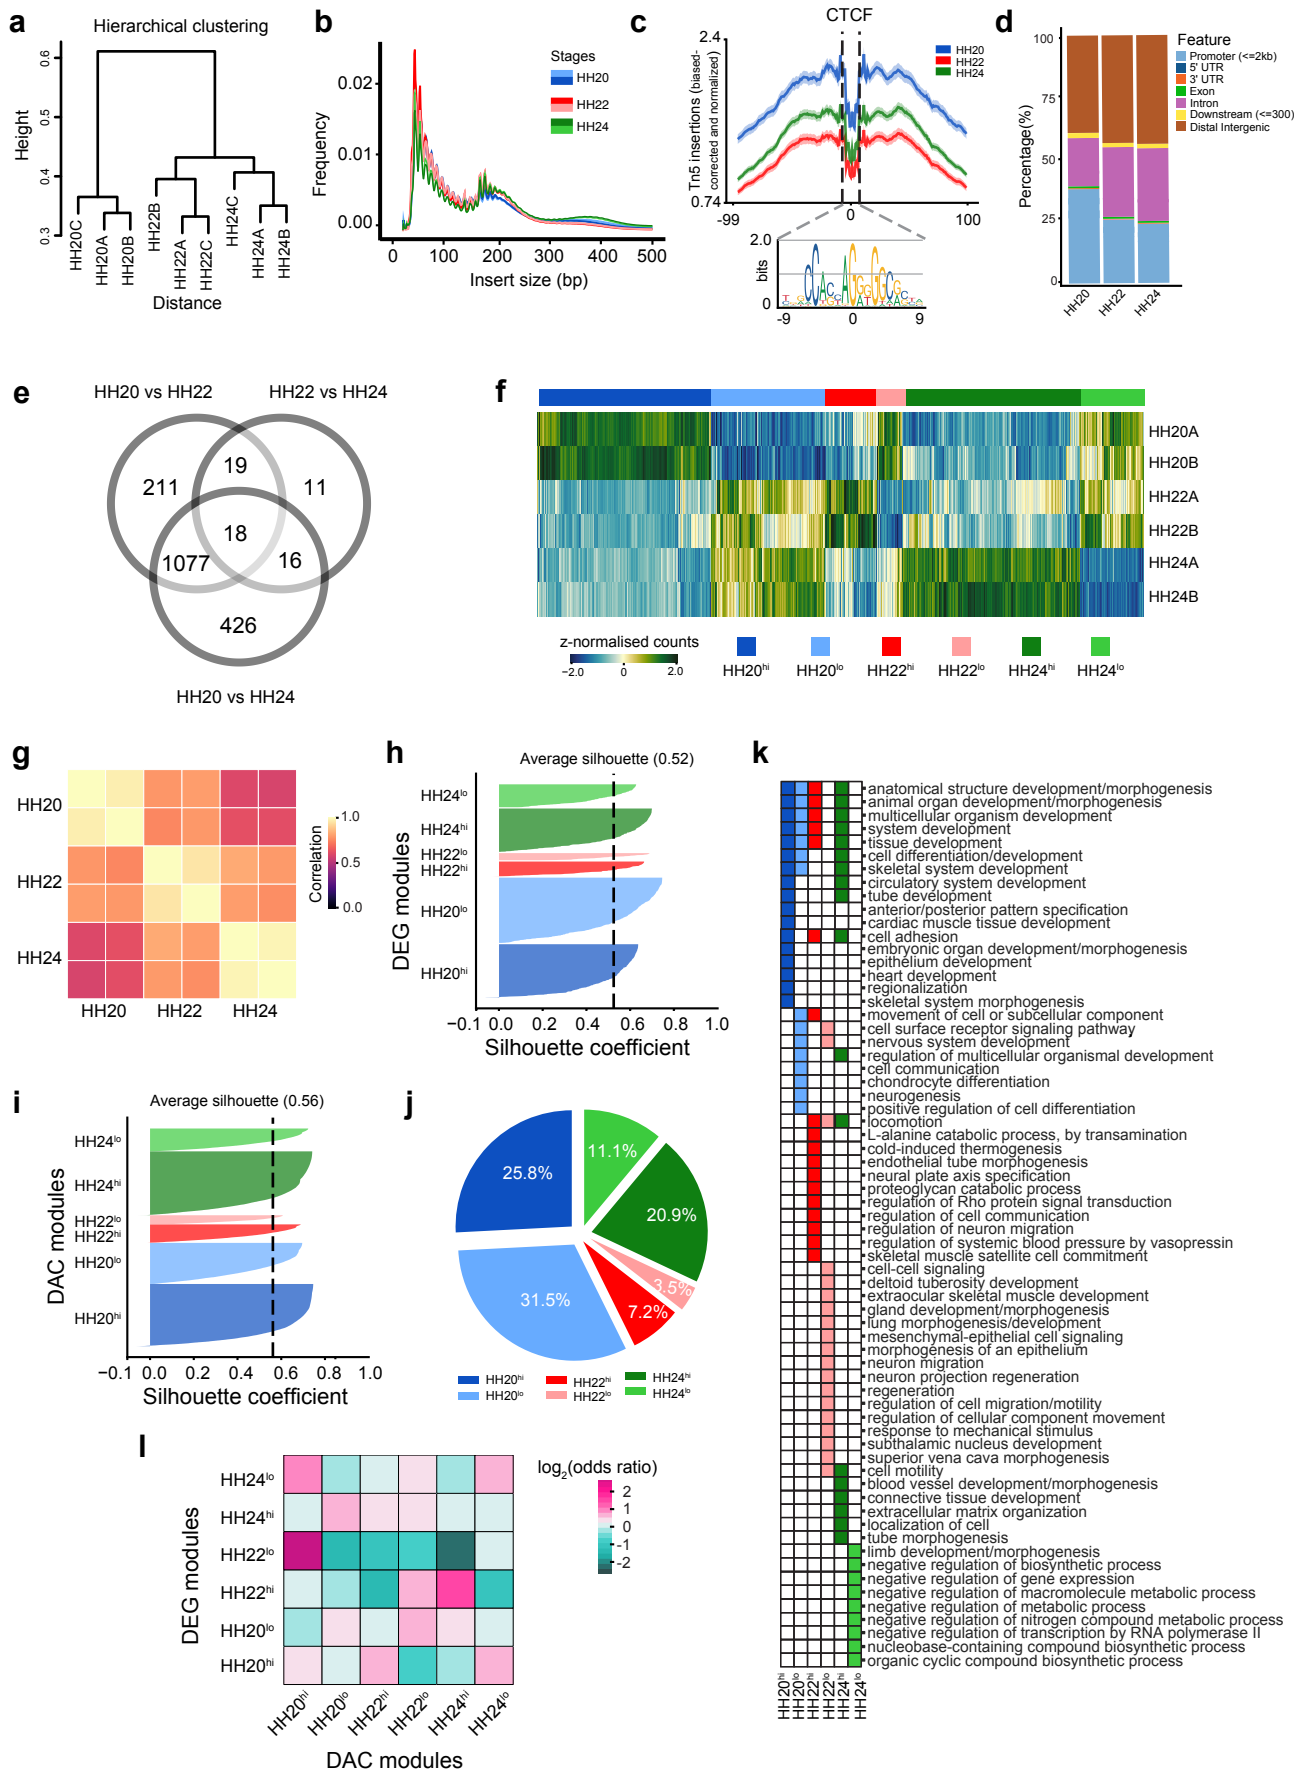 a
Hierarchical clustering
Height
0.6
0.5
0.4
0.3
HH20C
HH20A
HH20B
HH22B
HH22A
HH22C
HH24C
HH24A
HH24B
Distance
b
Stages
HH20
HH22
HH24
Frequency
0.02
0.01
0.00
0
100
200
300
400
500
Insert size (bp)
c
CTCF
2.4
0.74
Tn5 insertions (biased-
corrected and normalized)
HH20
HH22
HH24
-99
0
100
2.0
bits
0
-9
0
9
d
Percentage(%)
100
75
50
25
0
HH20
HH22
HH24
Feature
Promoter (<=2kb)
5' UTR
3' UTR
Exon
Intron
Downstream (<=300)
Distal Intergenic
e
HH20 vs HH22
HH22 vs HH24
19
211
11
18
1077
16
426
HH20 vs HH24
f
HH20A
HH20B
HH22A
HH22B
HH24A
HH24B
z-normalised counts
−2.0
0
2.0
HH20hi
HH20lo
HH22hi
HH22lo
HH24hi
HH24lo
g
HH20
HH22
HH24
HH20
HH22
HH24
Correlation
1.0
0.5
0.0
h
Average silhouette (0.52)
DEG modules
HH24lo
HH24hi
HH22lo
HH22hi
HH20lo
HH20hi
−0.1
0.0
0.2
0.4
0.6
0.8
1.0
Silhouette coefficient
i
Average silhouette (0.56)
DAC modules
HH24lo
HH24hi
HH22lo
HH22hi
HH20lo
HH20hi
−0.1
0.0
0.2
0.4
0.6
0.8
1.0
Silhouette coefficient
j
25.8%
11.1%
20.9%
3.5%
7.2%
31.5%
HH20hi
HH20lo
HH22hi
HH22lo
HH24hi
HH24lo
k
anatomical structure development/morphogenesis
animal organ development/morphogenesis
multicellular organism development
system development
tissue development
cell differentiation/development
skeletal system development
circulatory system development
tube development
anterior/posterior pattern specification
cardiac muscle tissue development
cell adhesion
embryonic organ development/morphogenesis
epithelium development
heart development
regionalization
skeletal system morphogenesis
movement of cell or subcellular component
cell surface receptor signaling pathway
nervous system development
regulation of multicellular organismal development
cell communication
chondrocyte differentiation
neurogenesis
positive regulation of cell differentiation
locomotion
L-alanine catabolic process, by transamination
cold-induced thermogenesis
endothelial tube morphogenesis
neural plate axis specification
proteoglycan catabolic process
regulation of Rho protein signal transduction
regulation of cell communication
regulation of neuron migration
regulation of systemic blood pressure by vasopressin
skeletal muscle satellite cell commitment
cell-cell signaling
deltoid tuberosity development
extraocular skeletal muscle development
gland development/morphogenesis
lung morphogenesis/development
mesenchymal-epithelial cell signaling
morphogenesis of an epithelium
neuron migration
neuron projection regeneration
regeneration
regulation of cell migration/motility
regulation of cellular component movement
response to mechanical stimulus
subthalamic nucleus development
superior vena cava morphogenesis
cell motility
blood vessel development/morphogenesis
connective tissue development
extracellular matrix organization
localization of cell
tube morphogenesis
limb development/morphogenesis
negative regulation of biosynthetic process
negative regulation of gene expression
negative regulation of macromolecule metabolic process
negative regulation of metabolic process
negative regulation of nitrogen compound metabolic process
negative regulation of transcription by RNA polymerase II
nucleobase-containing compound biosynthetic process
organic cyclic compound biosynthetic process
HH20hi
HH20lo
HH22hi
HH22lo
HH24hi
HH24lo
l
DEG modules
HH24lo
HH24hi
HH22lo
HH22hi
HH20lo
HH20hi
HH20hi
HH20lo
HH22hi
HH22lo
HH24hi
HH24lo
DAC modules
log2(odds ratio)
2
1
0
-1
-2